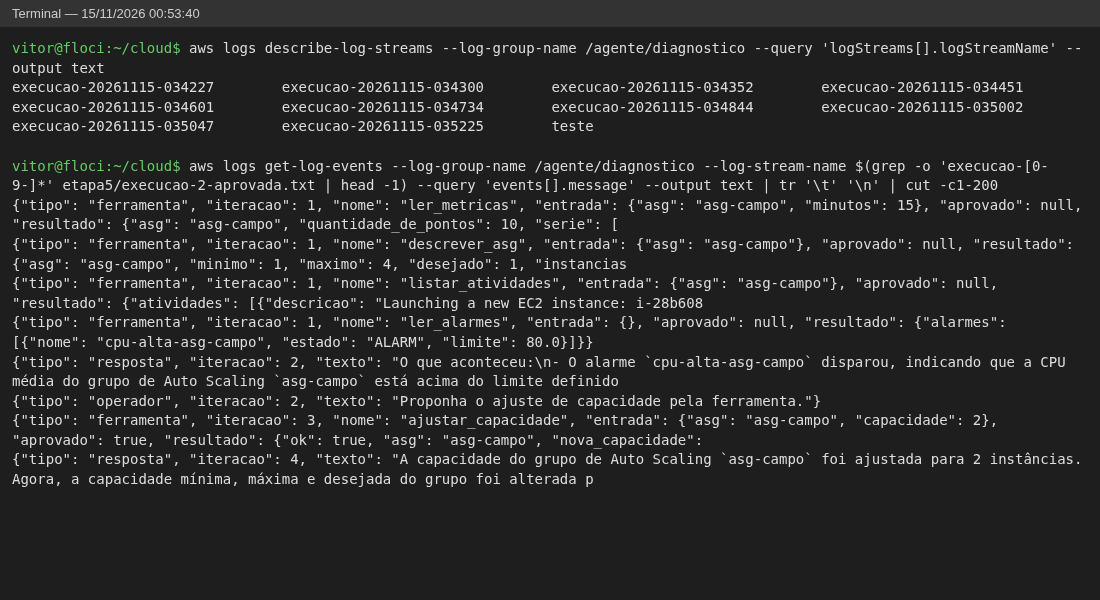 Terminal — 15/11/2026 00:53:40
vitor@floci:~/cloud$ aws logs describe-log-streams --log-group-name /agente/diagnostico --query 'logStreams[].logStreamName' --
output text
execucao-20261115-034227        execucao-20261115-034300        execucao-20261115-034352        execucao-20261115-034451
execucao-20261115-034601        execucao-20261115-034734        execucao-20261115-034844        execucao-20261115-035002
execucao-20261115-035047        execucao-20261115-035225        teste
vitor@floci:~/cloud$ aws logs get-log-events --log-group-name /agente/diagnostico --log-stream-name $(grep -o 'execucao-[0-
9-]*' etapa5/execucao-2-aprovada.txt | head -1) --query 'events[].message' --output text | tr '\t' '\n' | cut -c1-200
{"tipo": "ferramenta", "iteracao": 1, "nome": "ler_metricas", "entrada": {"asg": "asg-campo", "minutos": 15}, "aprovado": null,
"resultado": {"asg": "asg-campo", "quantidade_de_pontos": 10, "serie": [
{"tipo": "ferramenta", "iteracao": 1, "nome": "descrever_asg", "entrada": {"asg": "asg-campo"}, "aprovado": null, "resultado":
{"asg": "asg-campo", "minimo": 1, "maximo": 4, "desejado": 1, "instancias
{"tipo": "ferramenta", "iteracao": 1, "nome": "listar_atividades", "entrada": {"asg": "asg-campo"}, "aprovado": null,
"resultado": {"atividades": [{"descricao": "Launching a new EC2 instance: i-28b608
{"tipo": "ferramenta", "iteracao": 1, "nome": "ler_alarmes", "entrada": {}, "aprovado": null, "resultado": {"alarmes":
[{"nome": "cpu-alta-asg-campo", "estado": "ALARM", "limite": 80.0}]}}
{"tipo": "resposta", "iteracao": 2, "texto": "O que aconteceu:\n- O alarme `cpu-alta-asg-campo` disparou, indicando que a CPU
média do grupo de Auto Scaling `asg-campo` está acima do limite definido
{"tipo": "operador", "iteracao": 2, "texto": "Proponha o ajuste de capacidade pela ferramenta."}
{"tipo": "ferramenta", "iteracao": 3, "nome": "ajustar_capacidade", "entrada": {"asg": "asg-campo", "capacidade": 2},
"aprovado": true, "resultado": {"ok": true, "asg": "asg-campo", "nova_capacidade":
{"tipo": "resposta", "iteracao": 4, "texto": "A capacidade do grupo de Auto Scaling `asg-campo` foi ajustada para 2 instâncias.
Agora, a capacidade mínima, máxima e desejada do grupo foi alterada p